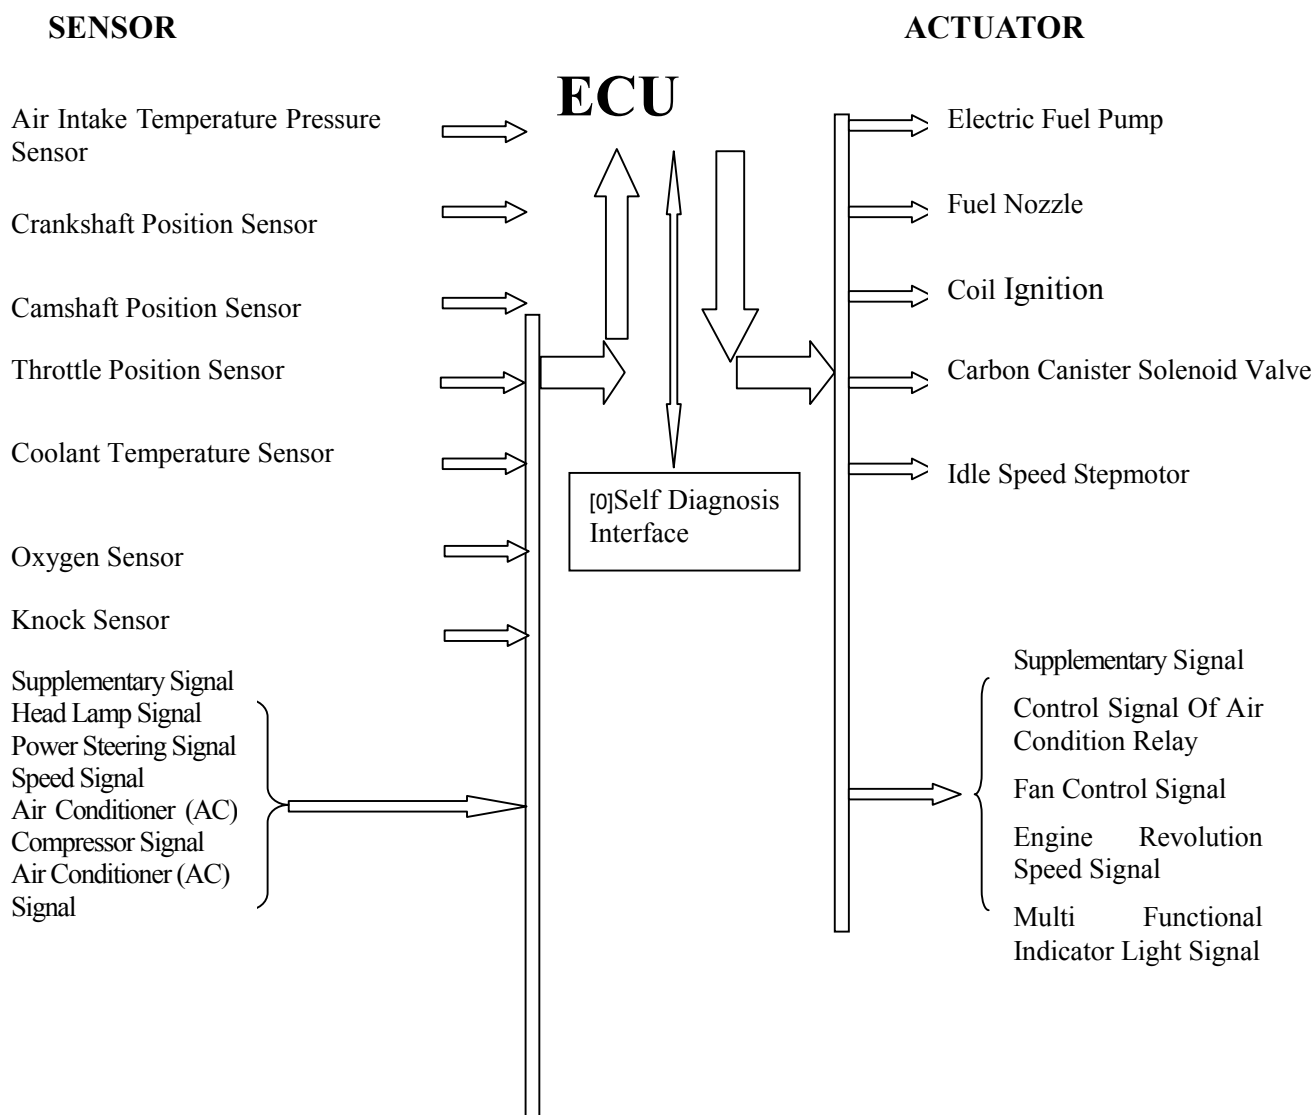 SENSOR
ACTUATOR
ECU
Air Intake Temperature Pressure
Sensor
Crankshaft Position Sensor
Camshaft Position Sensor
Throttle Position Sensor
Coolant Temperature Sensor
Oxygen Sensor
Knock Sensor
Supplementary Signal
Head Lamp Signal
Power Steering Signal
Speed Signal
Air Conditioner (AC)
Compressor Signal
Air Conditioner (AC)
Signal
[0]Self Diagnosis
Interface
Electric Fuel Pump
Fuel Nozzle
Coil Ignition
Carbon Canister Solenoid Valve
Idle Speed Stepmotor
Supplementary Signal
Control Signal Of Air
Condition Relay
Fan Control Signal
Engine Revolution
Speed Signal
Multi Functional
Indicator Light Signal